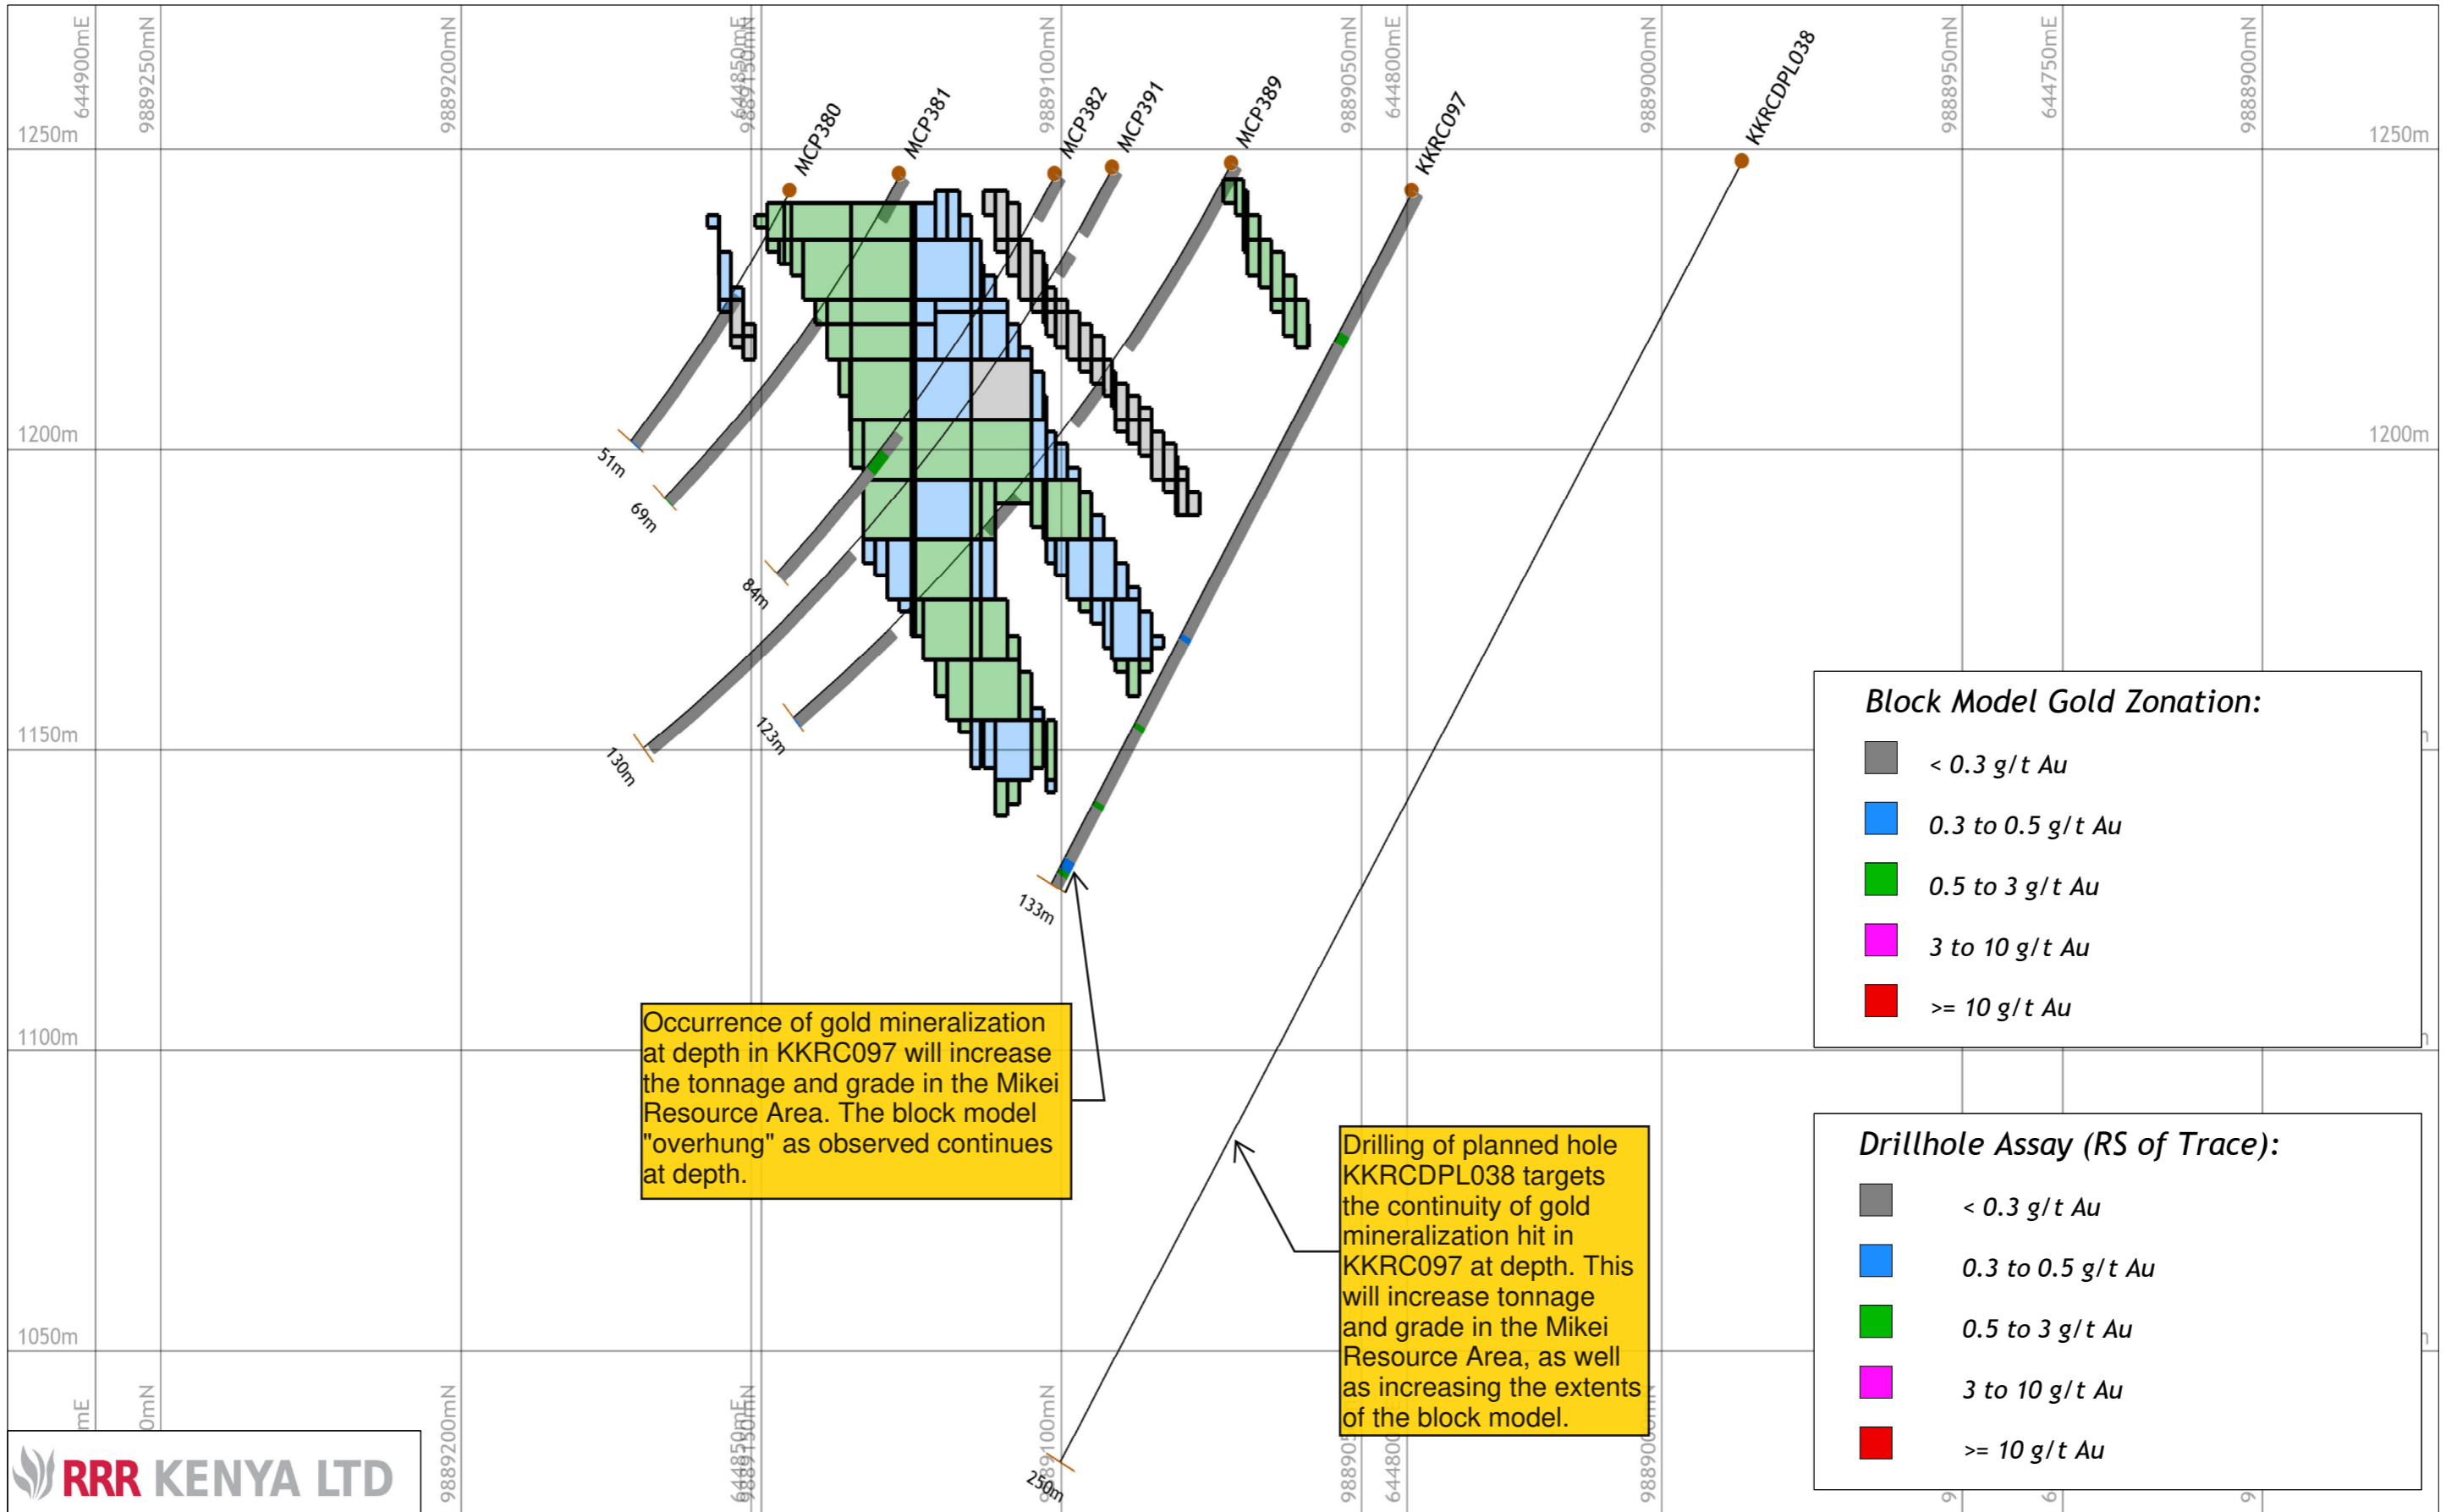 644900mE
9889250mN
9889200mN
644850mE
9889150mN
9889100mN
9889050mN
644800mE
9889000mN
9888950mN
644750mE
9888900mN
MCP380
MCP381
MCP382
MCP391
MCP389
KKRC097
KKRCDPL038
1250m
1250m
1200m
1200m
1150m
1100m
1050m
51m
69m
84m
130m
123m
133m
250m
Occurrence of gold mineralization
at depth in KKRC097 will increase
the tonnage and grade in the Mikei
Resource Area. The block model
"overhung" as observed continues
at depth.
Drilling of planned hole
KKRCDPL038 targets
the continuity of gold
mineralization hit in
KKRC097 at depth. This
will increase tonnage
and grade in the Mikei
Resource Area, as well
as increasing the extents
of the block model.
Block Model Gold Zonation:
< 0.3 g/t Au
0.3 to 0.5 g/t Au
0.5 to 3 g/t Au
3 to 10 g/t Au
>= 10 g/t Au
Drillhole Assay (RS of Trace):
< 0.3 g/t Au
0.3 to 0.5 g/t Au
0.5 to 3 g/t Au
3 to 10 g/t Au
>= 10 g/t Au
9889200mN
644850mE
9889150mN
9889100mN
9889000mN
RRR KENYA LTD